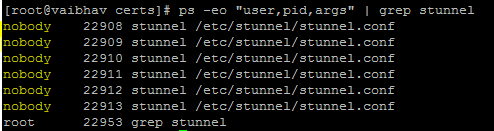 [root@vaibhav certs]# ps -eo "user,pid,args" | grep stunnel
nobody   22908 stunnel /etc/stunnel/stunnel.conf
nobody   22909 stunnel /etc/stunnel/stunnel.conf
nobody   22910 stunnel /etc/stunnel/stunnel.conf
nobody   22911 stunnel /etc/stunnel/stunnel.conf
nobody   22912 stunnel /etc/stunnel/stunnel.conf
nobody   22913 stunnel /etc/stunnel/stunnel.conf
root     22953 grep stunnel